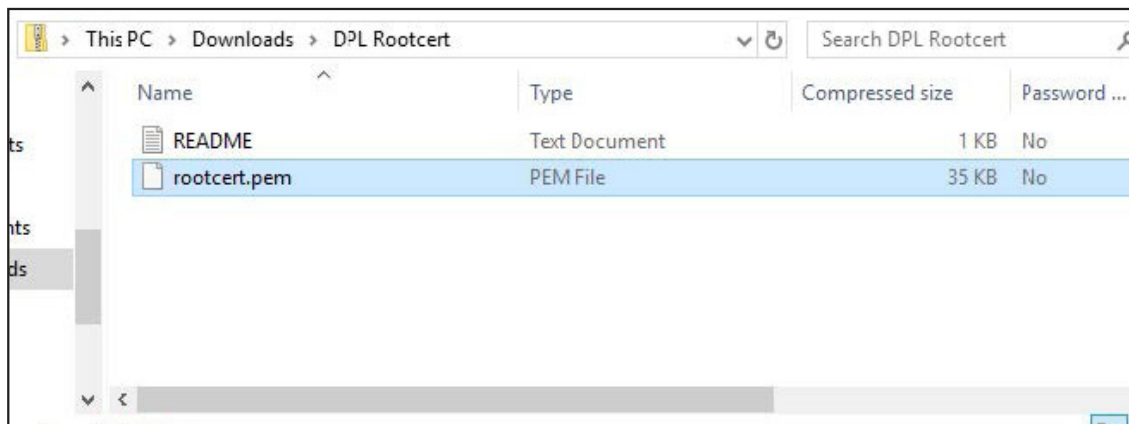 This PC > Downloads > DPL Rootcert
Search DPL Rootcert
Name Type Compressed size Password ...
ts
README Text Document 1 KB No
rootcert.pem PEM File 35 KB No
nts
ds